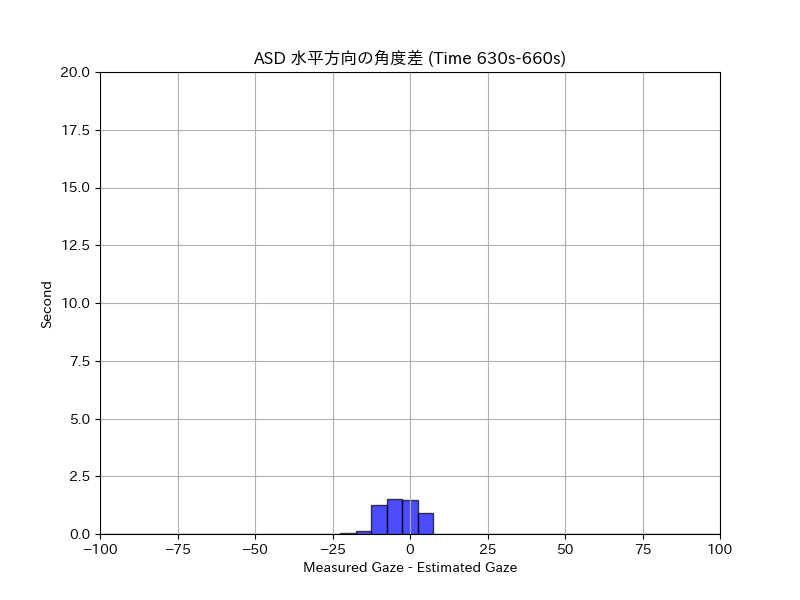 ASD 水平方向の角度差 (Time 630s-660s)
20.0
17.5
15.0
12.5
10.0
7.5
5.0
2.5
0.0
Second
−100 −75 −50 −25 0 25 50 75 100
Measured Gaze - Estimated Gaze